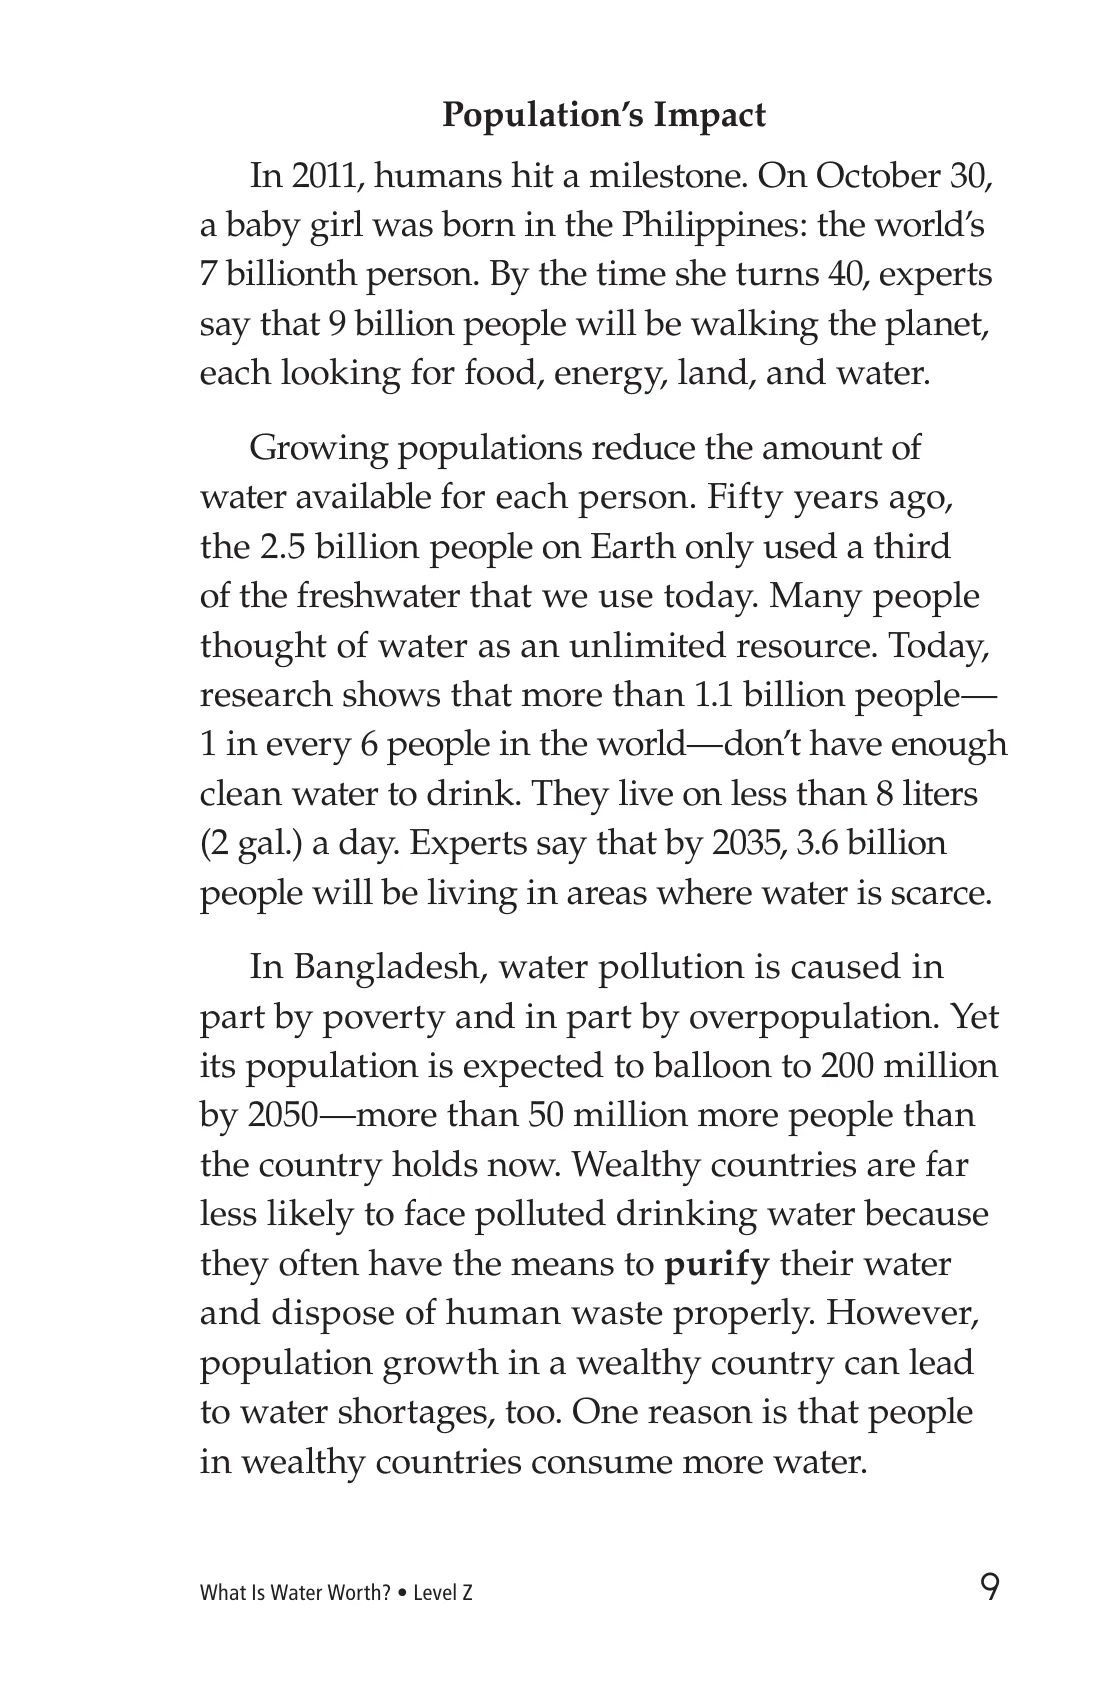 Population’s Impact
In 2011, humans hit a milestone. On October 30,
a baby girl was born in the Philippines: the world’s
7 billionth person. By the time she turns 40, experts
say that 9 billion people will be walking the planet,
each looking for food, energy, land, and water.
Growing populations reduce the amount of
water available for each person. Fifty years ago,
the 2.5 billion people on Earth only used a third
of the freshwater that we use today. Many people
thought of water as an unlimited resource. Today,
research shows that more than 1.1 billion people—
1 in every 6 people in the world—don’t have enough
clean water to drink. They live on less than 8 liters
(2 gal.) a day. Experts say that by 2035, 3.6 billion
people will be living in areas where water is scarce.
In Bangladesh, water pollution is caused in
part by poverty and in part by overpopulation. Yet
its population is expected to balloon to 200 million
by 2050—more than 50 million more people than
the country holds now. Wealthy countries are far
less likely to face polluted drinking water because
they often have the means to purify their water
and dispose of human waste properly. However,
population growth in a wealthy country can lead
to water shortages, too. One reason is that people
in wealthy countries consume more water.
What Is Water Worth? • Level Z
9